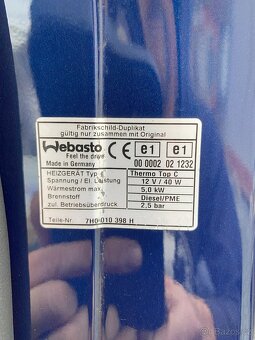 Fabrikschild-Duplikat
gültig nur zusammen mit Original
Webasto CE e1 e1
Feel the drive
Made in Germany 00 0002 02 1232
HEIZGERÄT Typ Thermo Top C
Spannung / El. Leistung 12 V / 40 W
Wärmestrom max. 5,0 kW
Brennstoff Diesel/PME
zul. Betriebsüberdruck 2,5 bar
Teile-Nr. 7H0 010 398 H